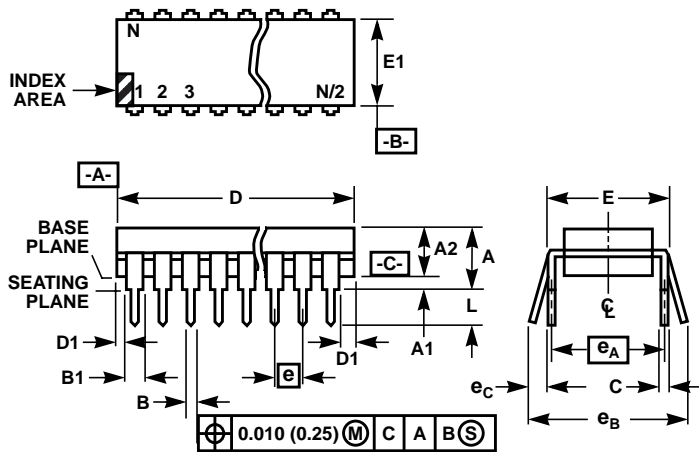 N
E1
INDEX
AREA
1 2 3 N/2
-B-
-A-
D
E
BASE
PLANE
A2
A
-C-
SEATING
PLANE
L
C
L
D1
A1
D1
B1
e
eA
B
eC
C
eB
0.010 (0.25) M C A B S